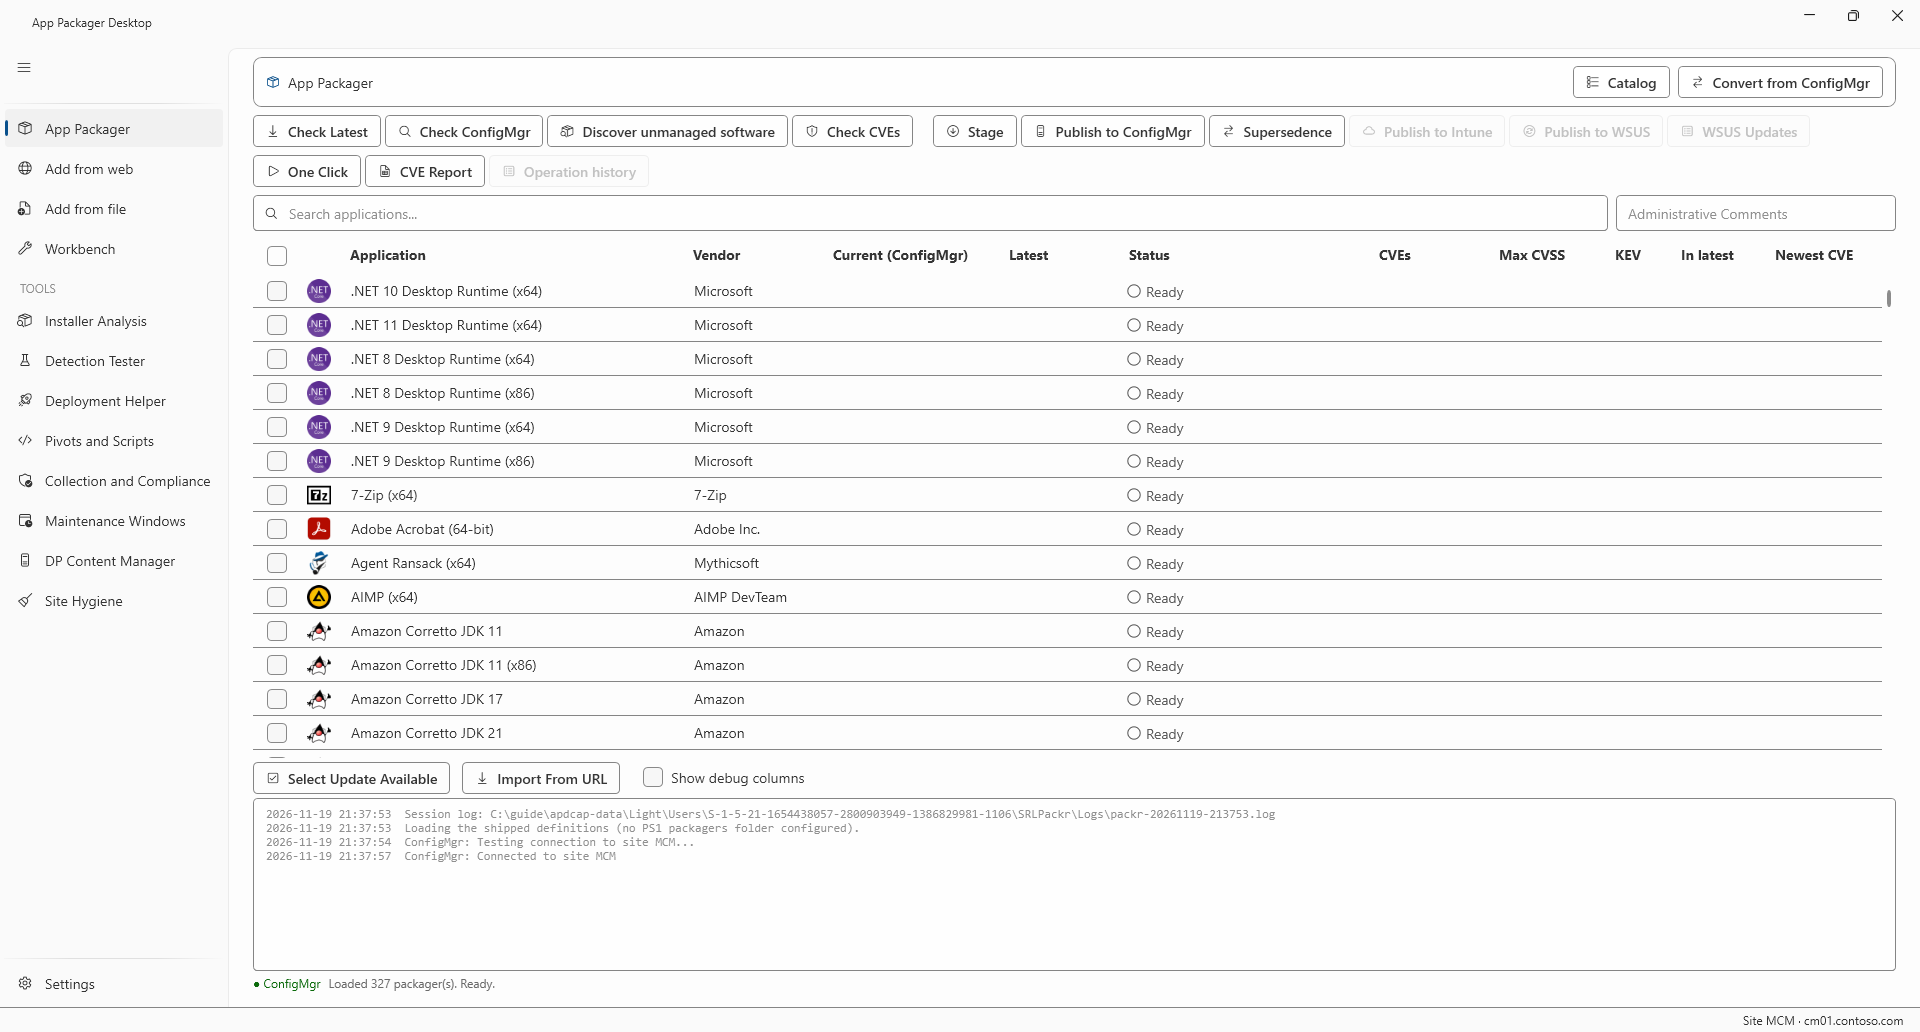 App Packager Desktop
App Packager
Add from web
Add from file
Workbench
TOOLS
Installer Analysis
Detection Tester
Deployment Helper
Pivots and Scripts
Collection and Compliance
Maintenance Windows
DP Content Manager
Site Hygiene
Settings
App Packager
Catalog
Convert from ConfigMgr
Check Latest
Check ConfigMgr
Discover unmanaged software
Check CVEs
Stage
Publish to ConfigMgr
Supersedence
Publish to Intune
Publish to WSUS
WSUS Updates
One Click
CVE Report
Operation history
Search applications...
Administrative Comments
Application Vendor Current (ConfigMgr) Latest Status CVEs Max CVSS KEV In latest Newest CVE
.NET 10 Desktop Runtime (x64) Microsoft Ready
.NET 11 Desktop Runtime (x64) Microsoft Ready
.NET 8 Desktop Runtime (x64) Microsoft Ready
.NET 8 Desktop Runtime (x86) Microsoft Ready
.NET 9 Desktop Runtime (x64) Microsoft Ready
.NET 9 Desktop Runtime (x86) Microsoft Ready
7-Zip (x64) 7-Zip Ready
Adobe Acrobat (64-bit) Adobe Inc. Ready
Agent Ransack (x64) Mythicsoft Ready
AIMP (x64) AIMP DevTeam Ready
Amazon Corretto JDK 11 Amazon Ready
Amazon Corretto JDK 11 (x86) Amazon Ready
Amazon Corretto JDK 17 Amazon Ready
Amazon Corretto JDK 21 Amazon Ready
Select Update Available
Import From URL
Show debug columns
2026-11-19 21:37:53 Session log: C:\guide\apdcap-data\Light\Users\S-1-5-21-1654438057-2800903949-1386829981-1106\SRLPackr\Logs\packr-20261119-213753.log
2026-11-19 21:37:53 Loading the shipped definitions (no PS1 packagers folder configured).
2026-11-19 21:37:54 ConfigMgr: Testing connection to site MCM...
2026-11-19 21:37:57 ConfigMgr: Connected to site MCM
ConfigMgr Loaded 327 packager(s). Ready.
Site MCM · cm01.contoso.com